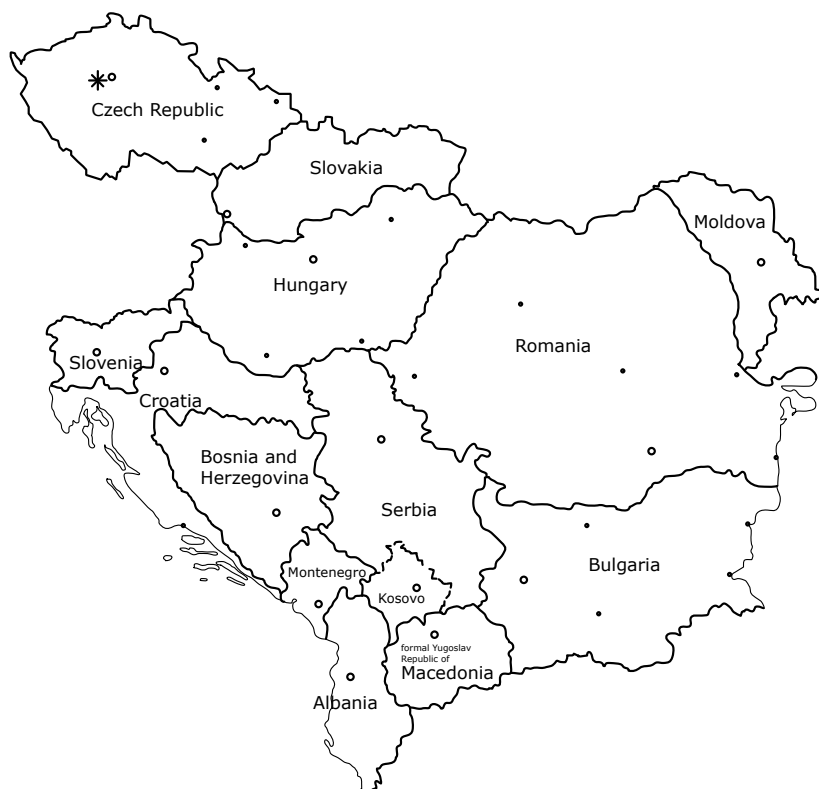 Czech Republic
Slovakia
Moldova
Hungary
Romania
Slovenia
Croatia
Bosnia and
Herzegovina
Serbia
Bulgaria
Montenegro
Kosovo
formal Yugoslav
Republic of
Macedonia
Albania